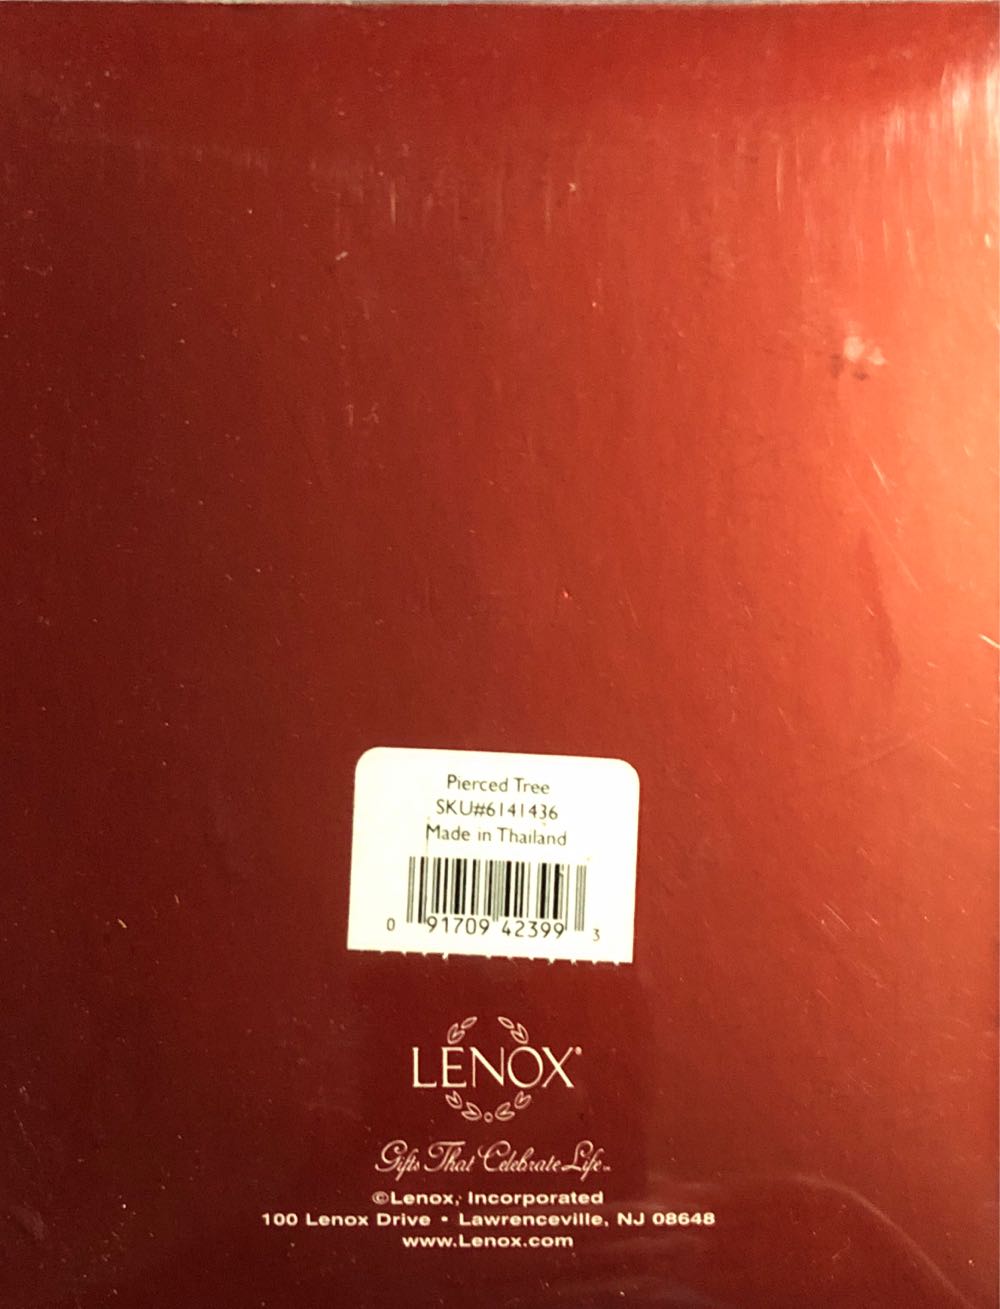 Pierced Tree
SKU#6141436
Made in Thailand
0 91709 42399 3
LENOX®
Gifts That Celebrate Life™
©Lenox, Incorporated
100 Lenox Drive • Lawrenceville, NJ 08648
www.Lenox.com